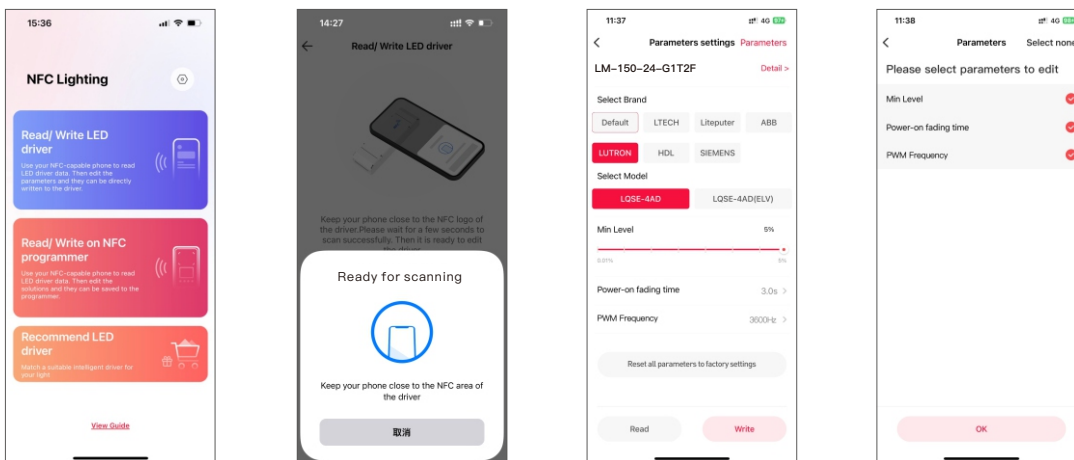 15:36
NFC Lighting
Read/ Write LED
driver
Use your NFC-capable phone to read
LED driver data. Then edit the
parameters and they can be directly
written to the driver.
Read/ Write on NFC
programmer
Use your NFC-capable phone to read
LED driver data. Then edit the
solutions and they can be saved to the
programmer.
Recommend LED
driver
Match a suitable intelligent driver for
your light
View Guide
14:27
Read/ Write LED driver
Keep your phone close to the NFC logo of
the driver.Please wait for a few seconds to
scan successfully. Then it is ready to edit
the driver
Ready for scanning
Keep your phone close to the NFC area of
the driver
取消
11:37
4G
Parameters settings Parameters
LM-150-24-G1T2F Detail >
Select Brand
Default LTECH Liteputer ABB
LUTRON HDL SIEMENS
Select Model
LQSE-4AD LQSE-4AD(ELV)
Min Level 5%
0.01% 5%
Power-on fading time 3.0s >
PWM Frequency 3600Hz >
Reset all parameters to factory settings
Read Write
11:38
4G
Parameters Select none
Please select parameters to edit
Min Level
Power-on fading time
PWM Frequency
OK